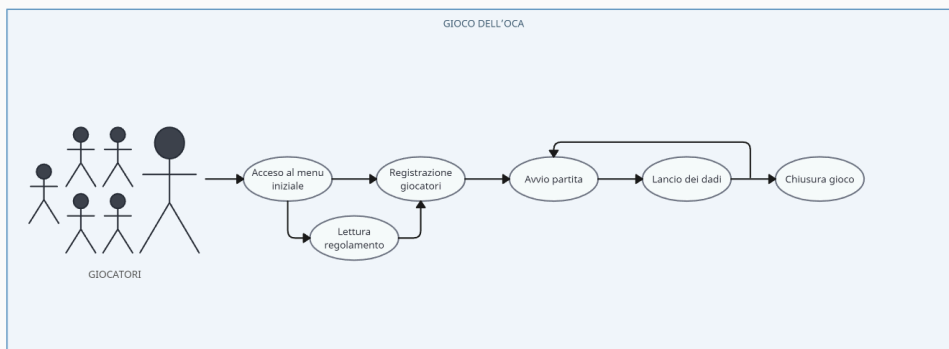 GIOCO DELL'OCA
Acceso al menu
iniziale
Registrazione
giocatori
Avvio partita
Lancio dei dadi
Chiusura gioco
Lettura
regolamento
GIOCATORI